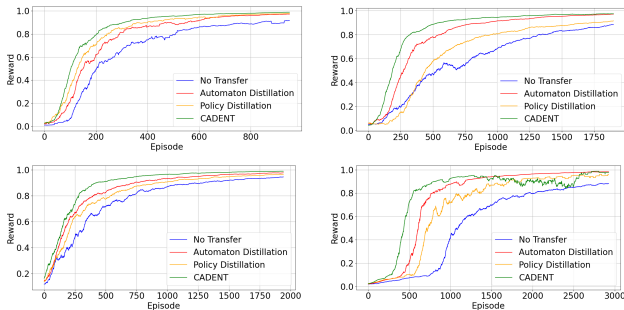 1.0
0.8
0.6
0.4
0.2
0.0
Reward
No Transfer
Automaton Distillation
Policy Distillation
CADENT
0 200 400 600 800
Episode
1.0
0.8
0.6
0.4
0.2
0.0
Reward
No Transfer
Automaton Distillation
Policy Distillation
CADENT
0 250 500 750 1000 1250 1500 1750
Episode
1.0
0.8
0.6
0.4
0.2
Reward
No Transfer
Automaton Distillation
Policy Distillation
CADENT
0 250 500 750 1000 1250 1500 1750 2000
Episode
1.0
0.8
0.6
0.4
0.2
0.0
Reward
No Transfer
Automaton Distillation
Policy Distillation
CADENT
0 500 1000 1500 2000 2500 3000
Episode